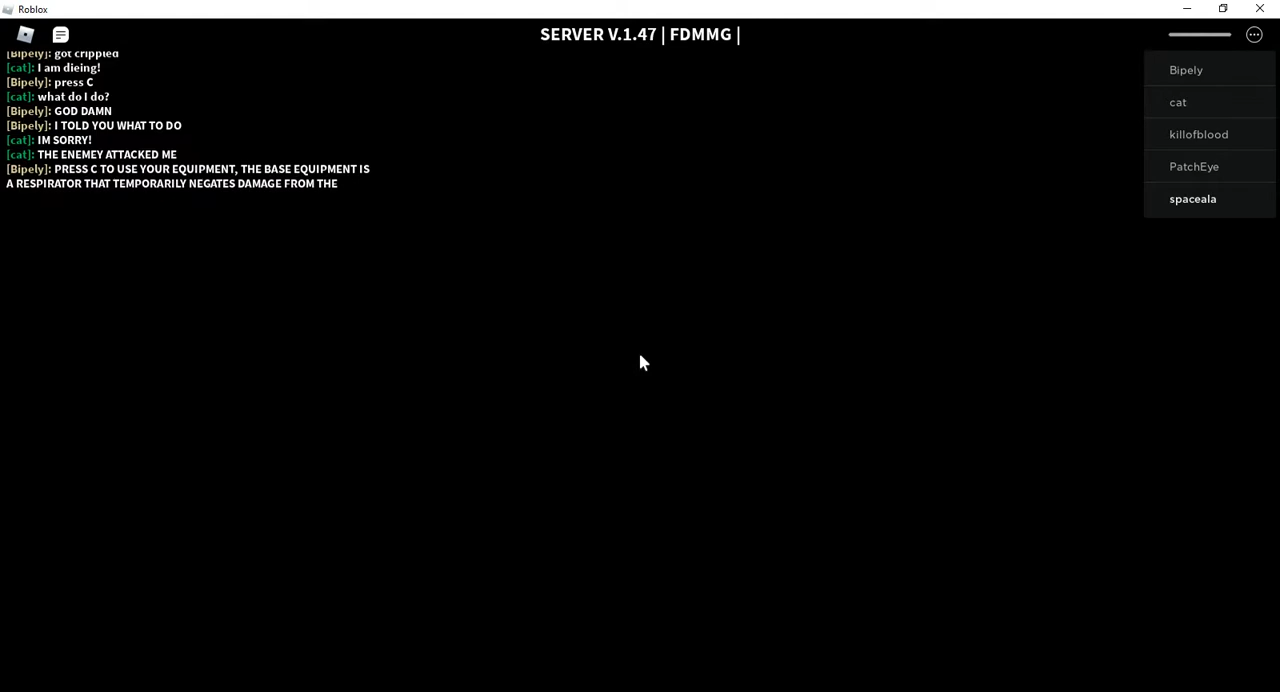 Roblox
SERVER V.1.47 | FDMMG |
[Bipely]: got crippled
[cat]: I am dieing!
[Bipely]: press C
[cat]: what do I do?
[Bipely]: GOD DAMN
[Bipely]: I TOLD YOU WHAT TO DO
[cat]: IM SORRY!
[cat]: THE ENEMEY ATTACKED ME
[Bipely]: PRESS C TO USE YOUR EQUIPMENT, THE BASE EQUIPMENT IS
A RESPIRATOR THAT TEMPORARILY NEGATES DAMAGE FROM THE
Bipely
cat
killofblood
PatchEye
spaceala